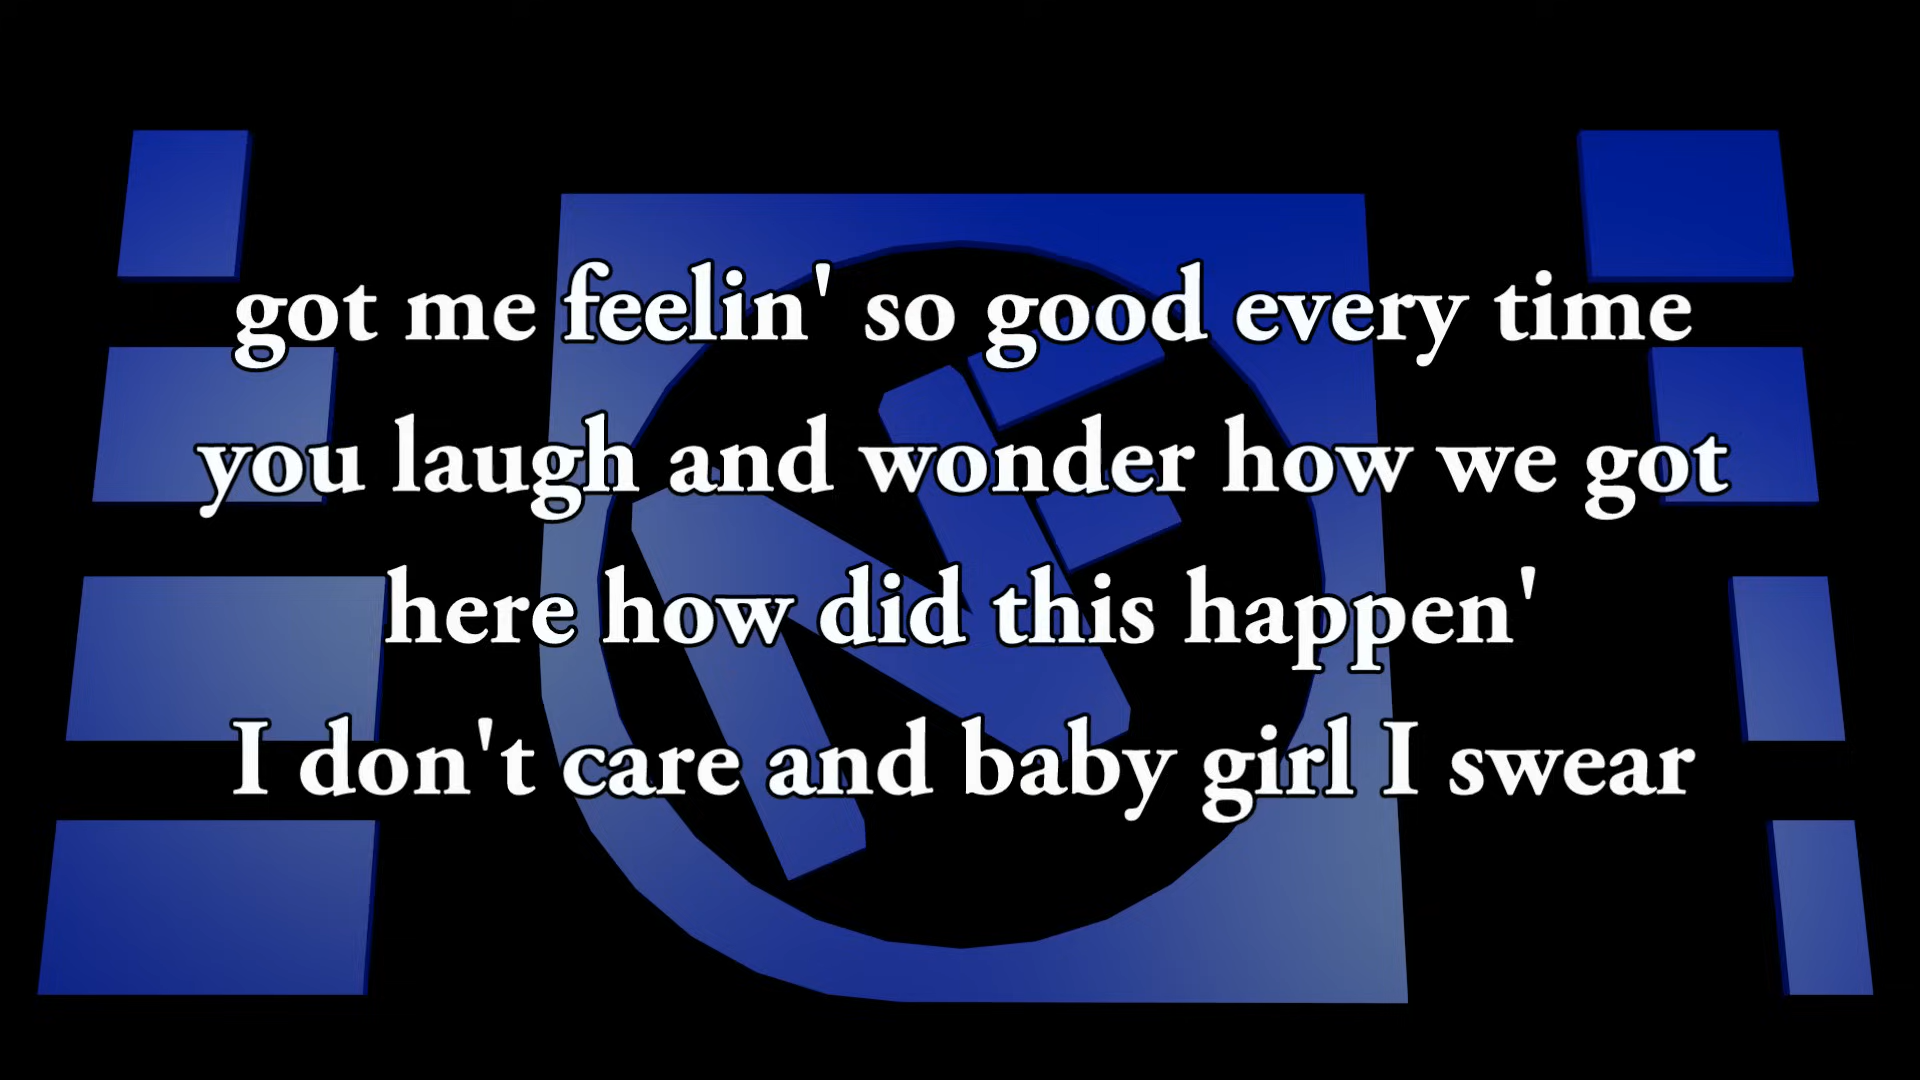 got me feelin' so good every time
you laugh and wonder how we got
here how did this happen'
I don't care and baby girl I swear